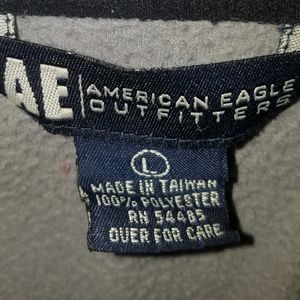 AE
AMERICAN EAGLE
OUTFITTERS
L
MADE IN TAIWAN
100% POLYESTER
RN 54485
OVER FOR CARE